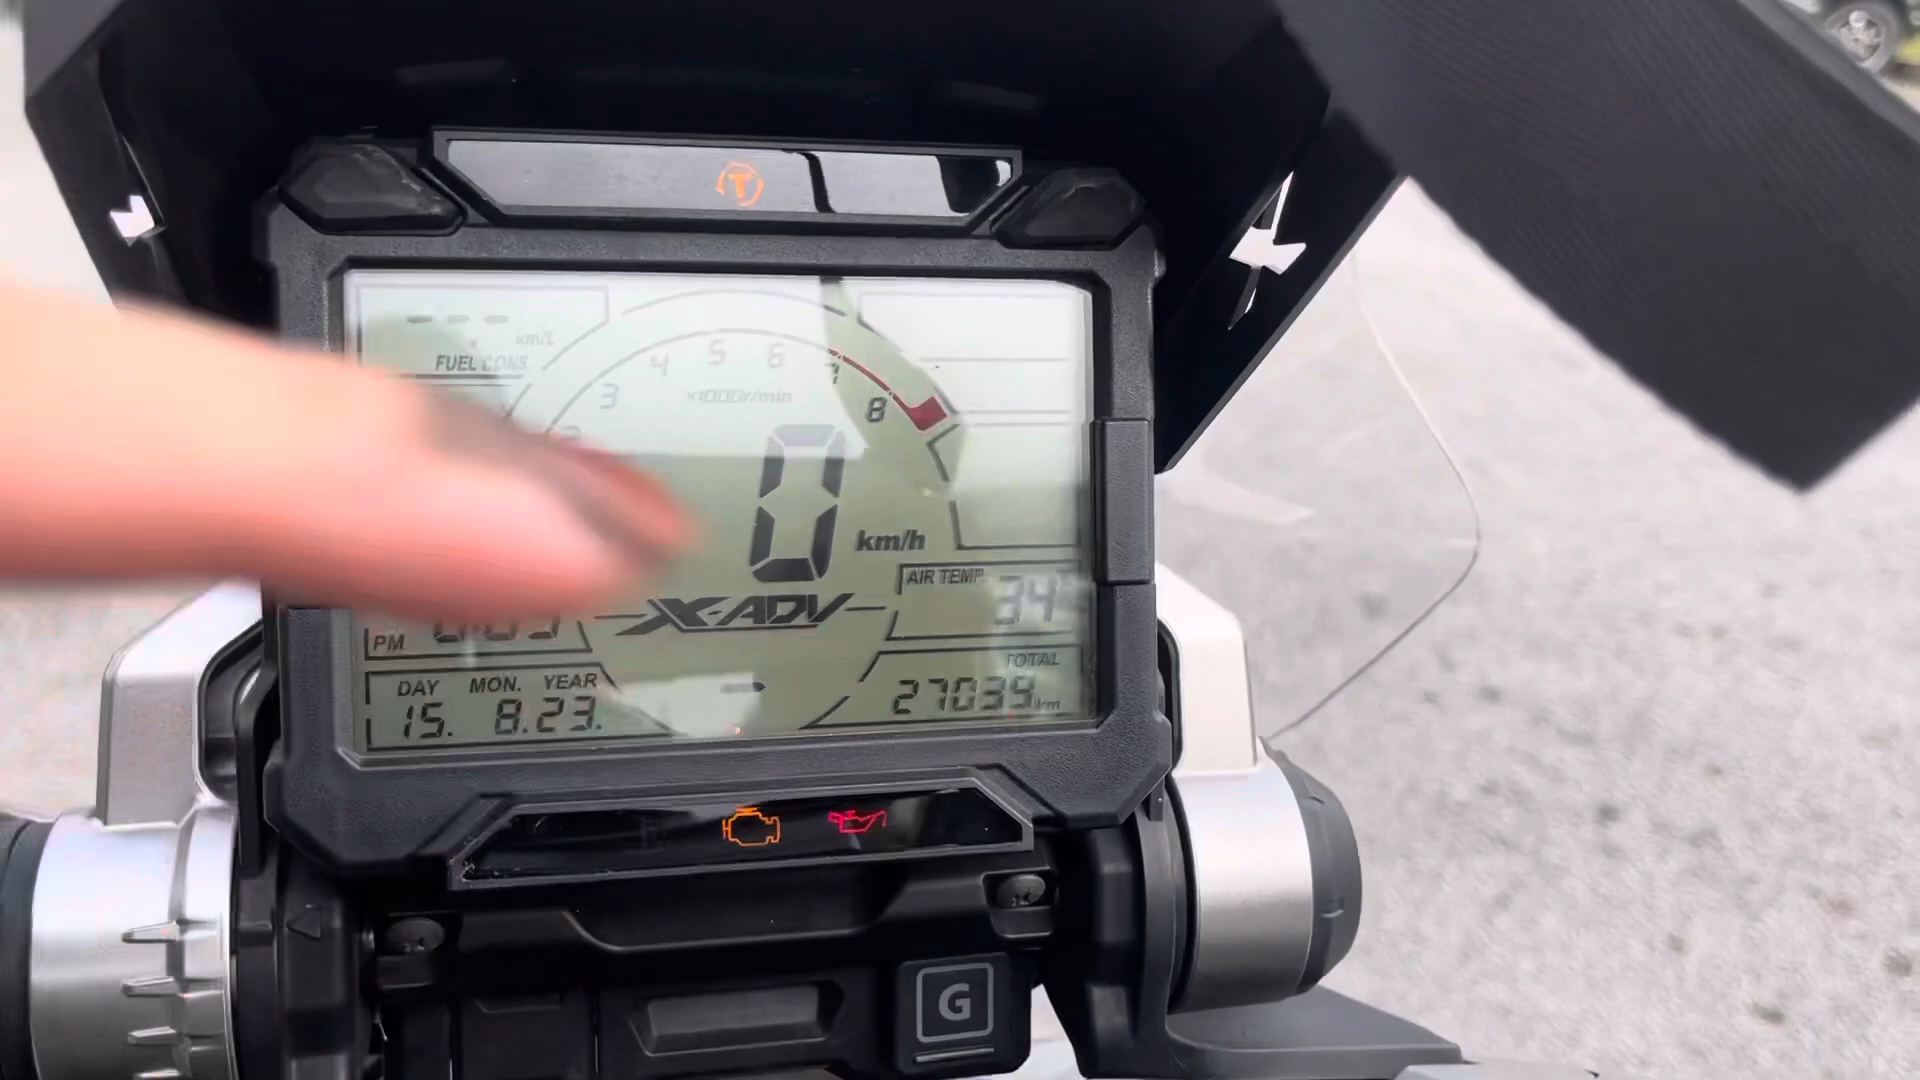 T
km/L
FUEL CONS.
3 4 5 6 7 8
x1000r/min
0 km/h
AIR TEMP
34
X-ADV
PM
DAY MON. YEAR
15. 8.23.
TOTAL
27039 km
G